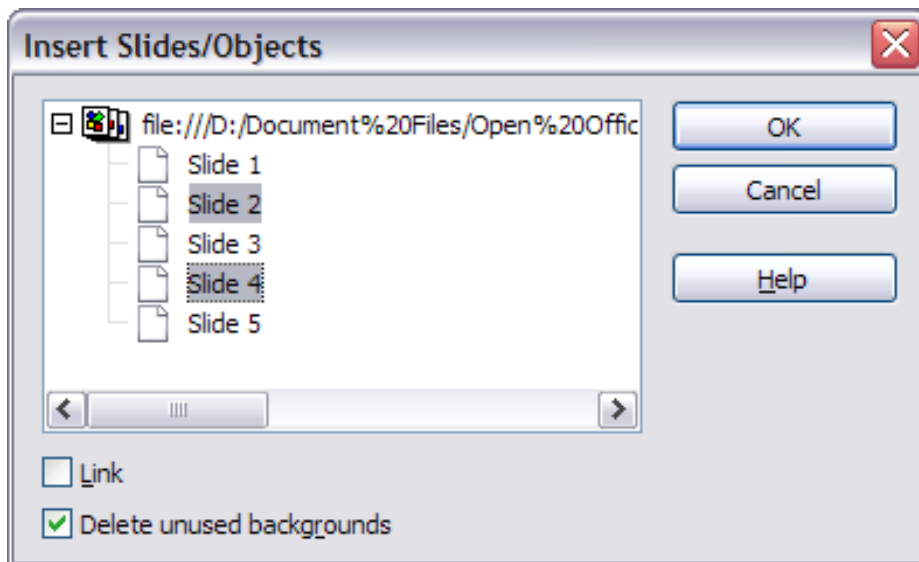 Insert Slides/Objects
file:///D:/Document%20Files/Open%20Offic
Slide 1
Slide 2
Slide 3
Slide 4
Slide 5
OK
Cancel
Help
Link
Delete unused backgrounds